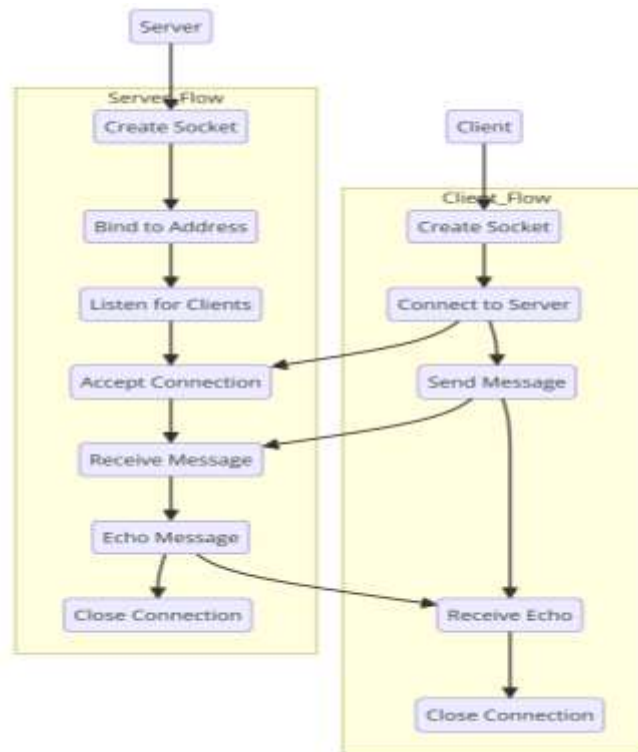 Server
Server_Flow
Create Socket
Client
Client_Flow
Bind to Address
Create Socket
Listen for Clients
Connect to Server
Accept Connection
Send Message
Receive Message
Echo Message
Close Connection
Receive Echo
Close Connection